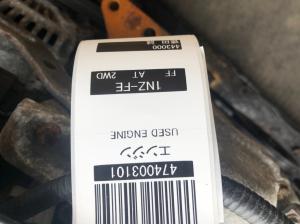 474003101
エンジン
USED ENGINE
1NZ-FE
FF AT 2WD
443000